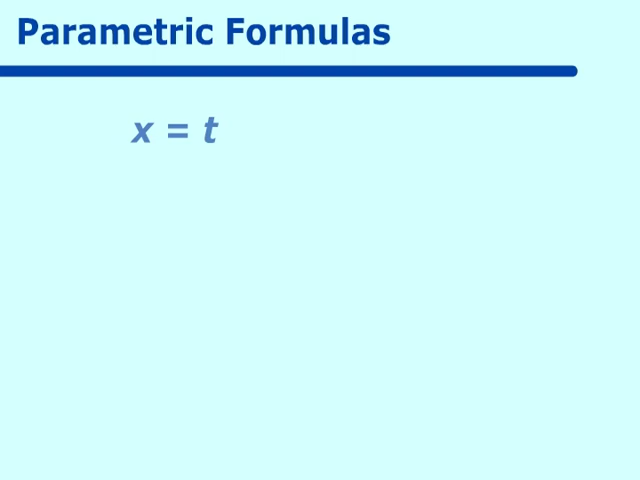 Parametric Formulas
x = t